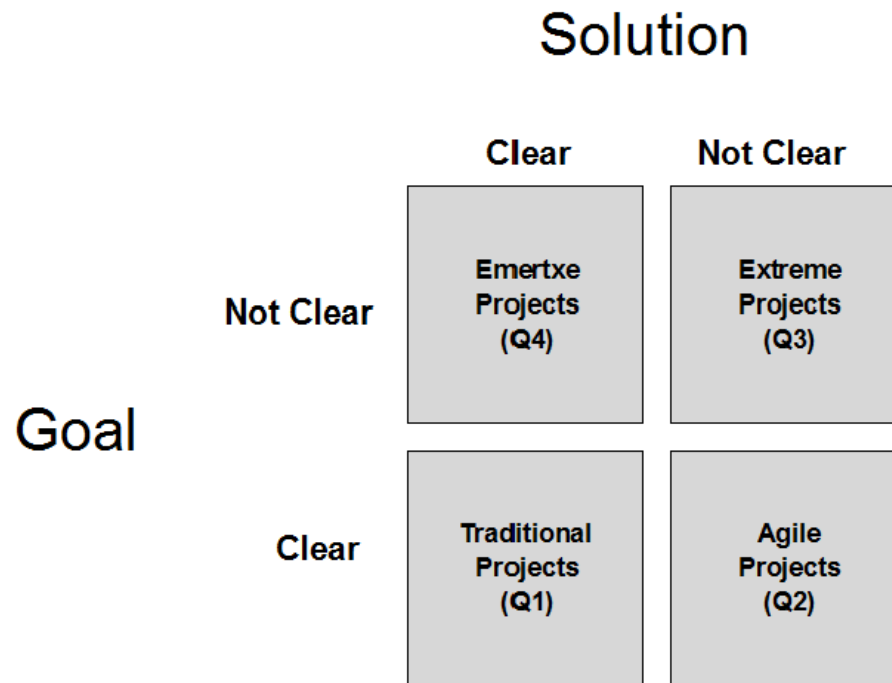 Solution
Clear
Not Clear
Not Clear
Emertxe
Projects
(Q4)
Extreme
Projects
(Q3)
Goal
Clear
Traditional
Projects
(Q1)
Agile
Projects
(Q2)